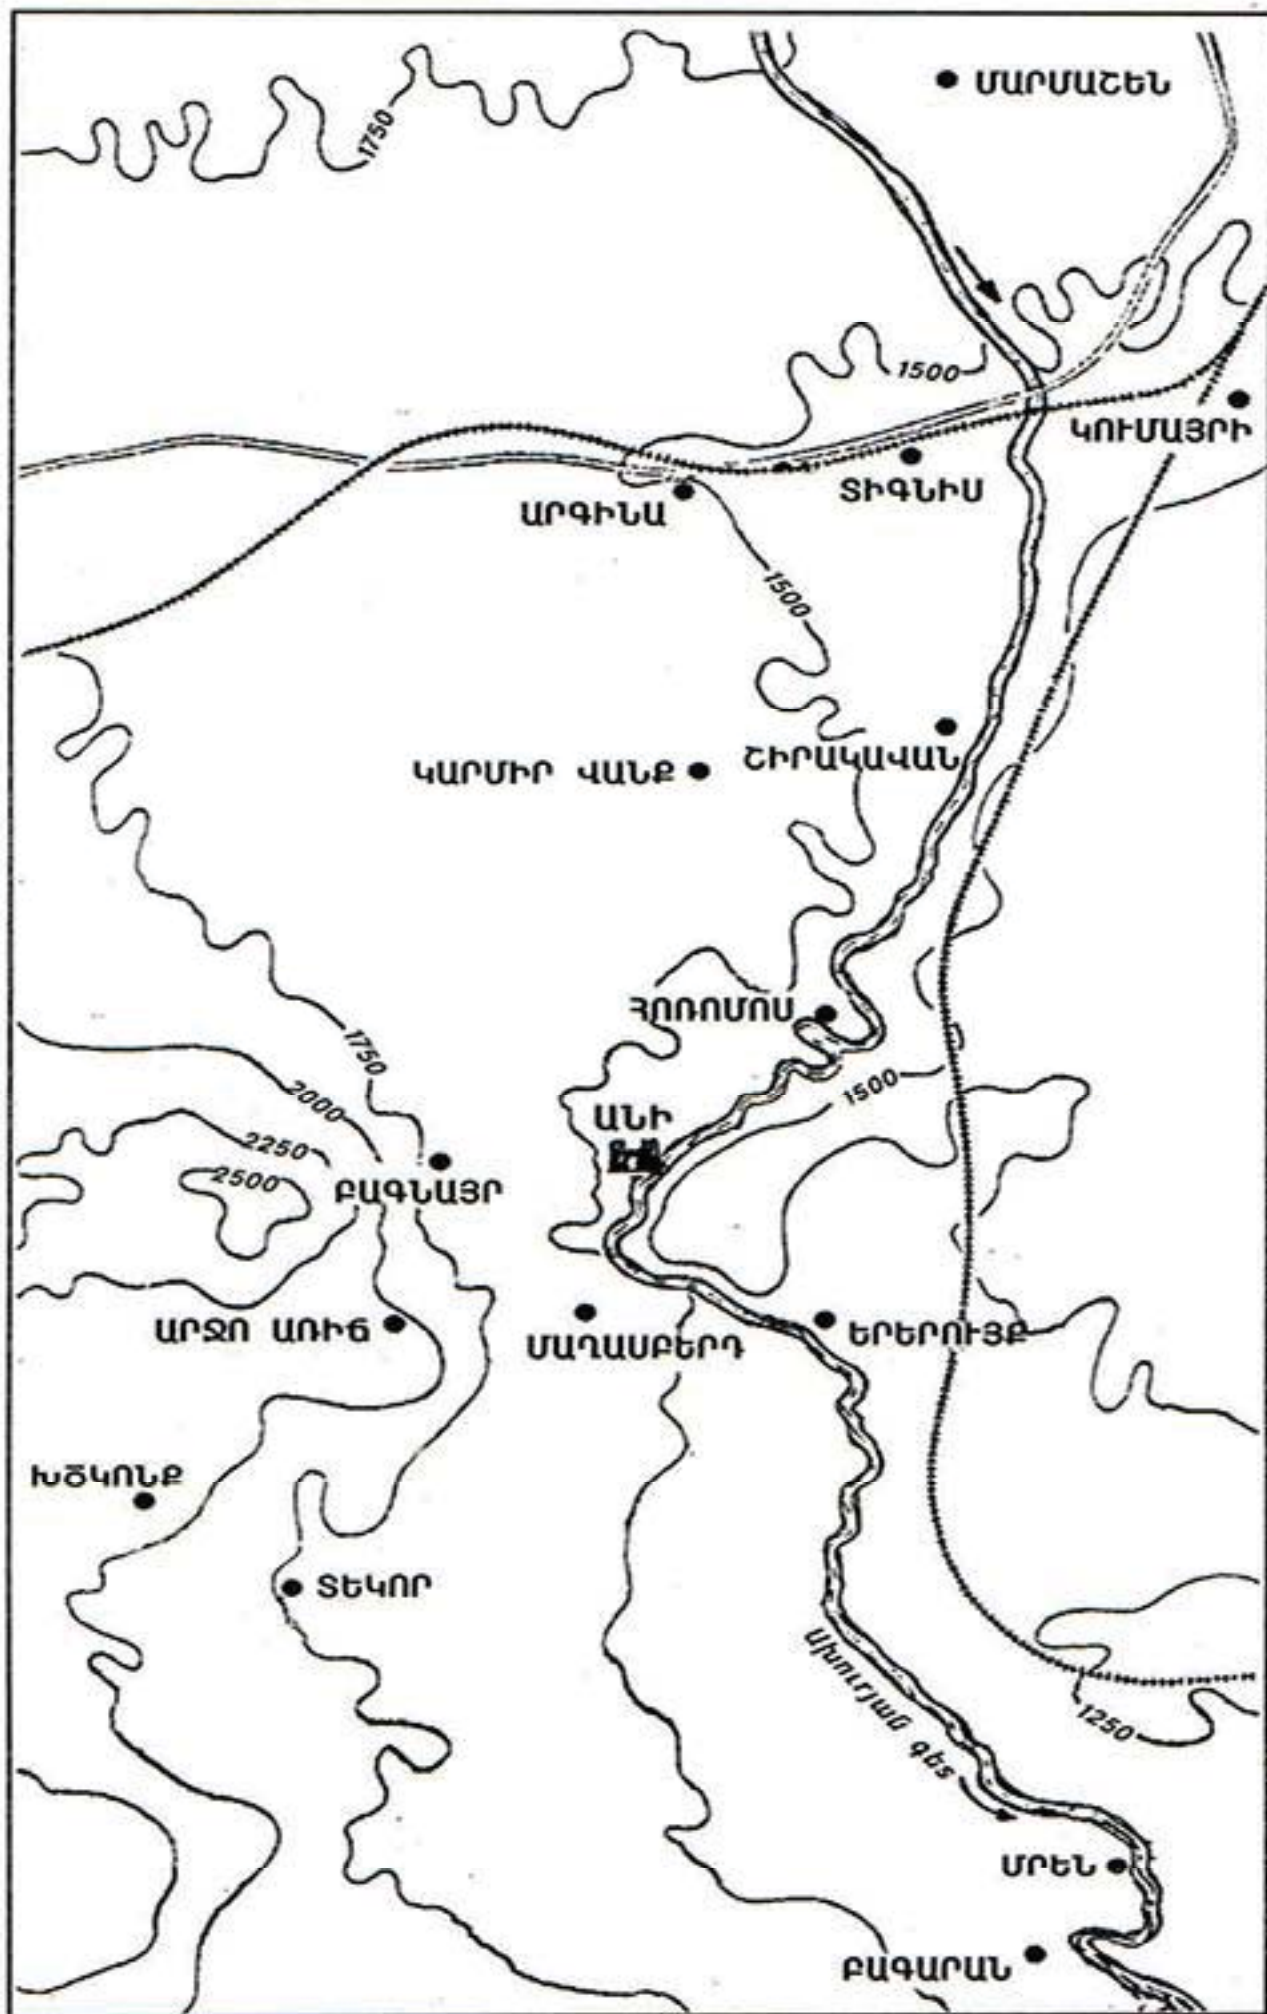 ՄԱՐՄԱՇԵՆ
1750
1500
ԿՈՒՄԱՅՐԻ
ՏԻԳՆԻՍ
ԱՐԳԻՆԱ
1500
ՇԻՐԱԿԱՎԱՆ
ԿԱՐՄԻՐ ՎԱՆՔ
ՀՈՌՈՄՈՍ
1750
1500
2000
ԱՆԻ
2250
2500
ԲԱԳՆԱՅՐ
ԱՐՋՈ ԱՌԻՃ
ՄԱՂԱՍԲԵՐԴ
ԵՐԵՐՈՒՅՔ
ԽԾԿՈՆՔ
ՏԵԿՈՐ
Ախուրյան գետ
1250
ՄՐԵՆ
ԲԱԳԱՐԱՆ